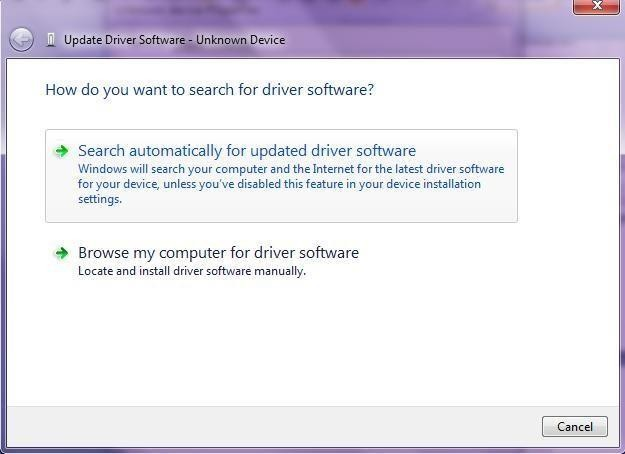 Update Driver Software - Unknown Device
How do you want to search for driver software?
Search automatically for updated driver software
Windows will search your computer and the Internet for the latest driver software
for your device, unless you've disabled this feature in your device installation
settings.
Browse my computer for driver software
Locate and install driver software manually.
Cancel